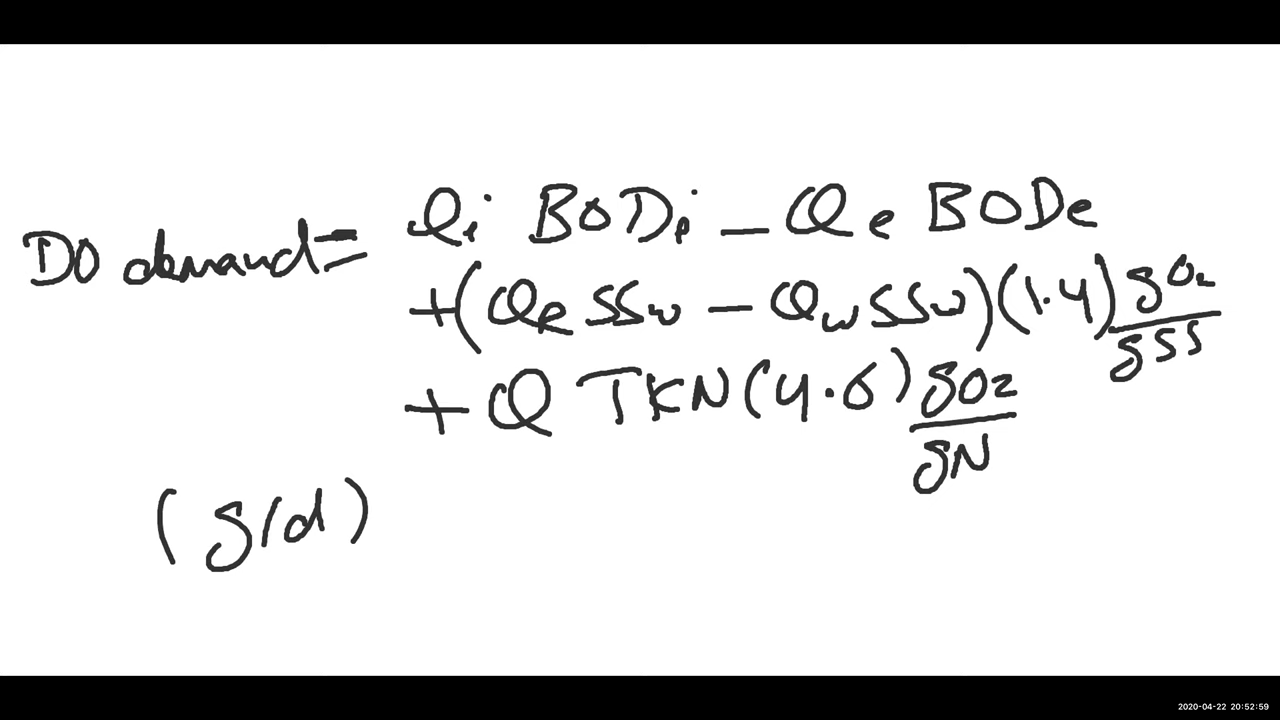 DO demand = Qi BODi - Qe BODe
+ (QR SSw - Qw SSw) (1.4) gO2/gSS
+ Q TKN (4.6) gO2/gN
(g/d)
2020-04-22 20:52:59